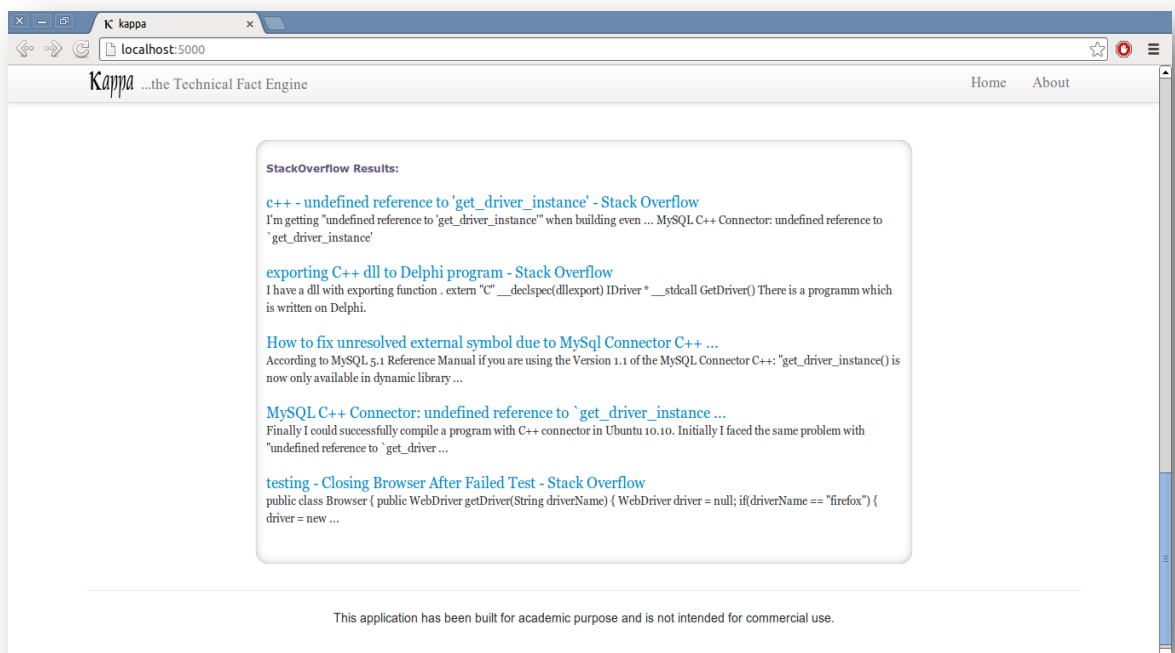 K kappa
localhost:5000
Kappa ...the Technical Fact Engine Home About
StackOverflow Results:
c++ - undefined reference to 'get_driver_instance' - Stack Overflow
I'm getting "undefined reference to 'get_driver_instance'" when building even ... MySQL C++ Connector: undefined reference to
`get_driver_instance'
exporting C++ dll to Delphi program - Stack Overflow
I have a dll with exporting function . extern "C" __declspec(dllexport) IDriver * __stdcall GetDriver() There is a programm which
is written on Delphi.
How to fix unresolved external symbol due to MySql Connector C++ ...
According to MySQL 5.1 Reference Manual if you are using the Version 1.1 of the MySQL Connector C++: "get_driver_instance() is
now only available in dynamic library ...
MySQL C++ Connector: undefined reference to `get_driver_instance ...
Finally I could successfully compile a program with C++ connector in Ubuntu 10.10. Initially I faced the same problem with
"undefined reference to `get_driver ...
testing - Closing Browser After Failed Test - Stack Overflow
public class Browser { public WebDriver getDriver(String driverName) { WebDriver driver = null; if(driverName == "firefox") {
driver = new ...
This application has been built for academic purpose and is not intended for commercial use.